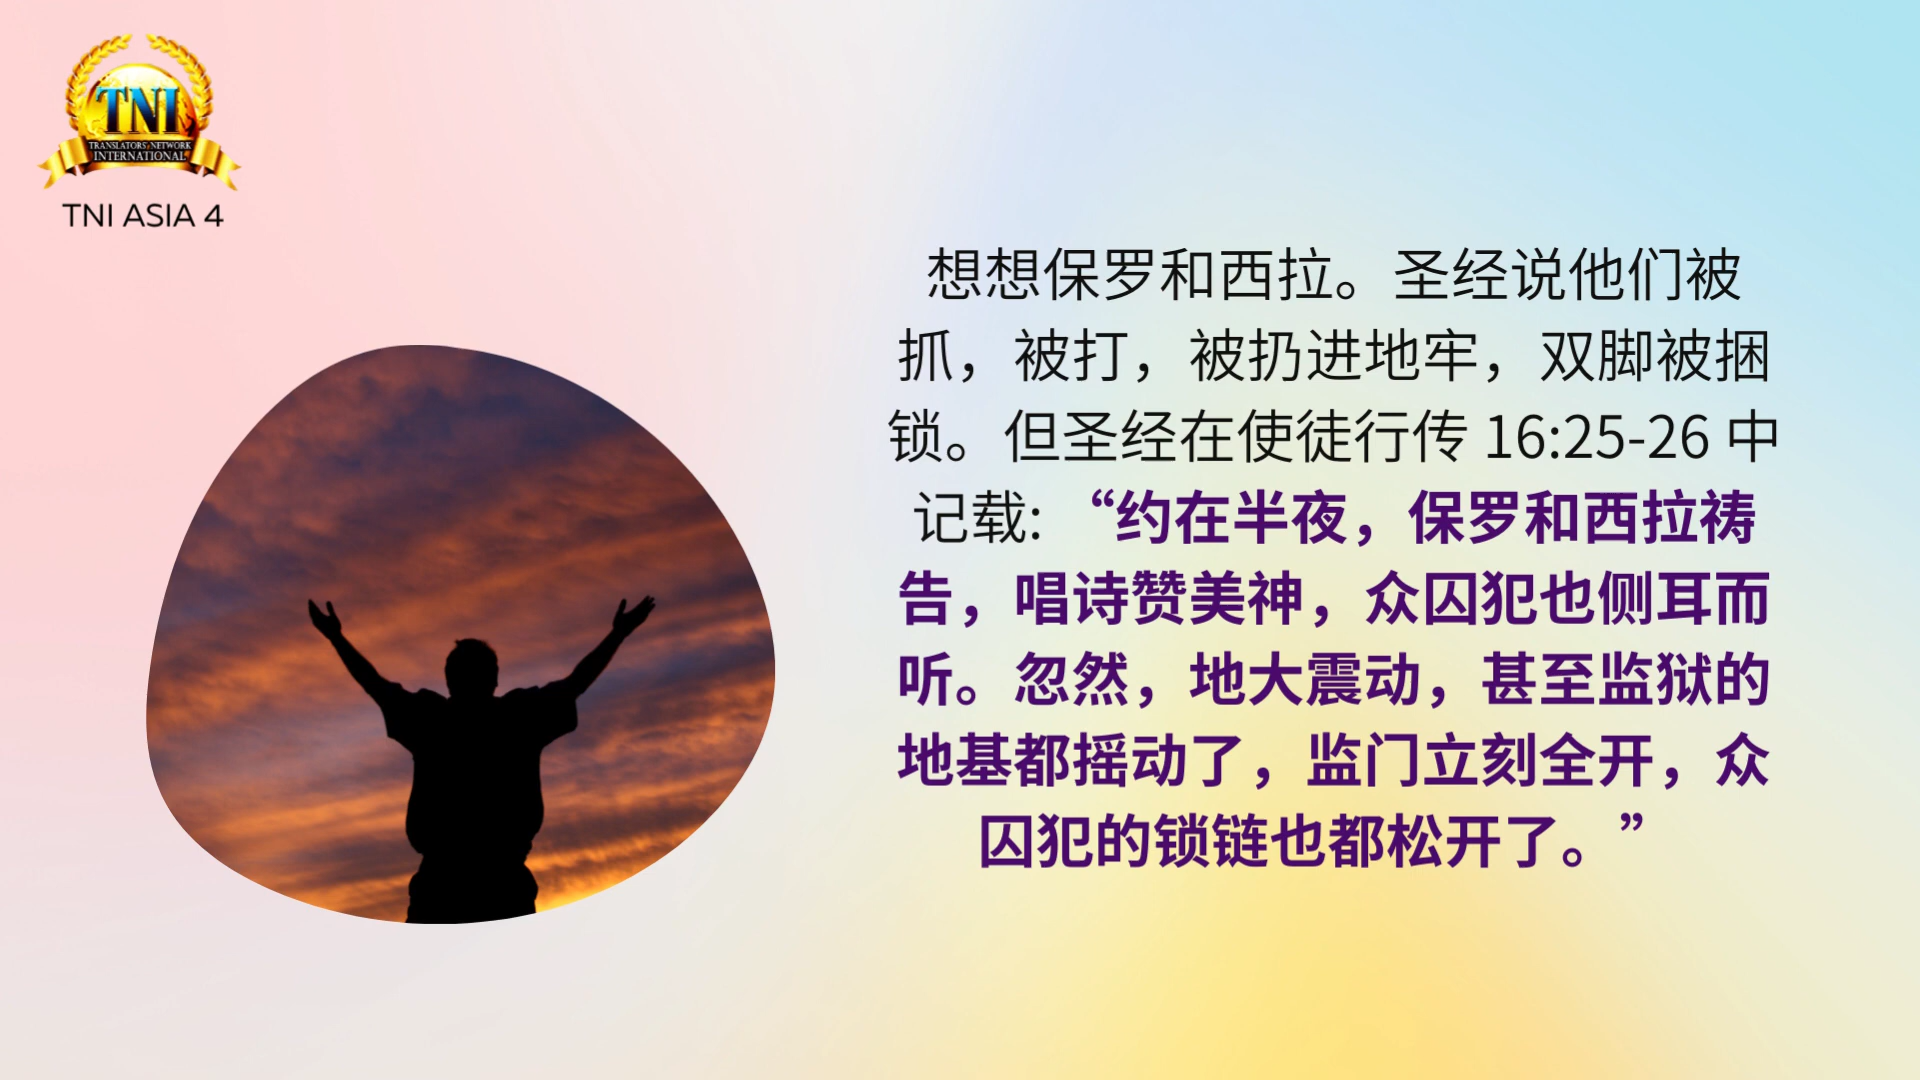 TNI
TRANSLATORS NETWORK
INTERNATIONAL
TNI ASIA 4
想想保罗和西拉。圣经说他们被
抓，被打，被扔进地牢，双脚被捆
锁。但圣经在使徒行传 16:25-26 中
记载: “约在半夜，保罗和西拉祷
告，唱诗赞美神，众囚犯也侧耳而
听。忽然，地大震动，甚至监狱的
地基都摇动了，监门立刻全开，众
囚犯的锁链也都松开了。”